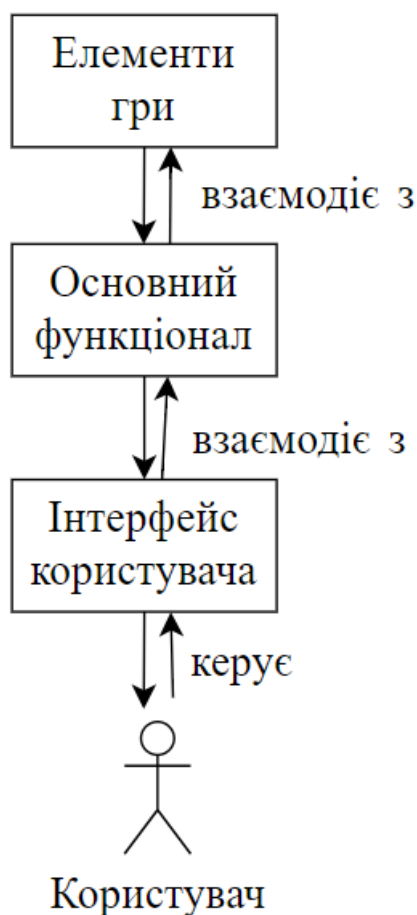 Елементи
гри
взаємодіє з
Основний
функціонал
взаємодіє з
Інтерфейс
користувача
керує
Користувач